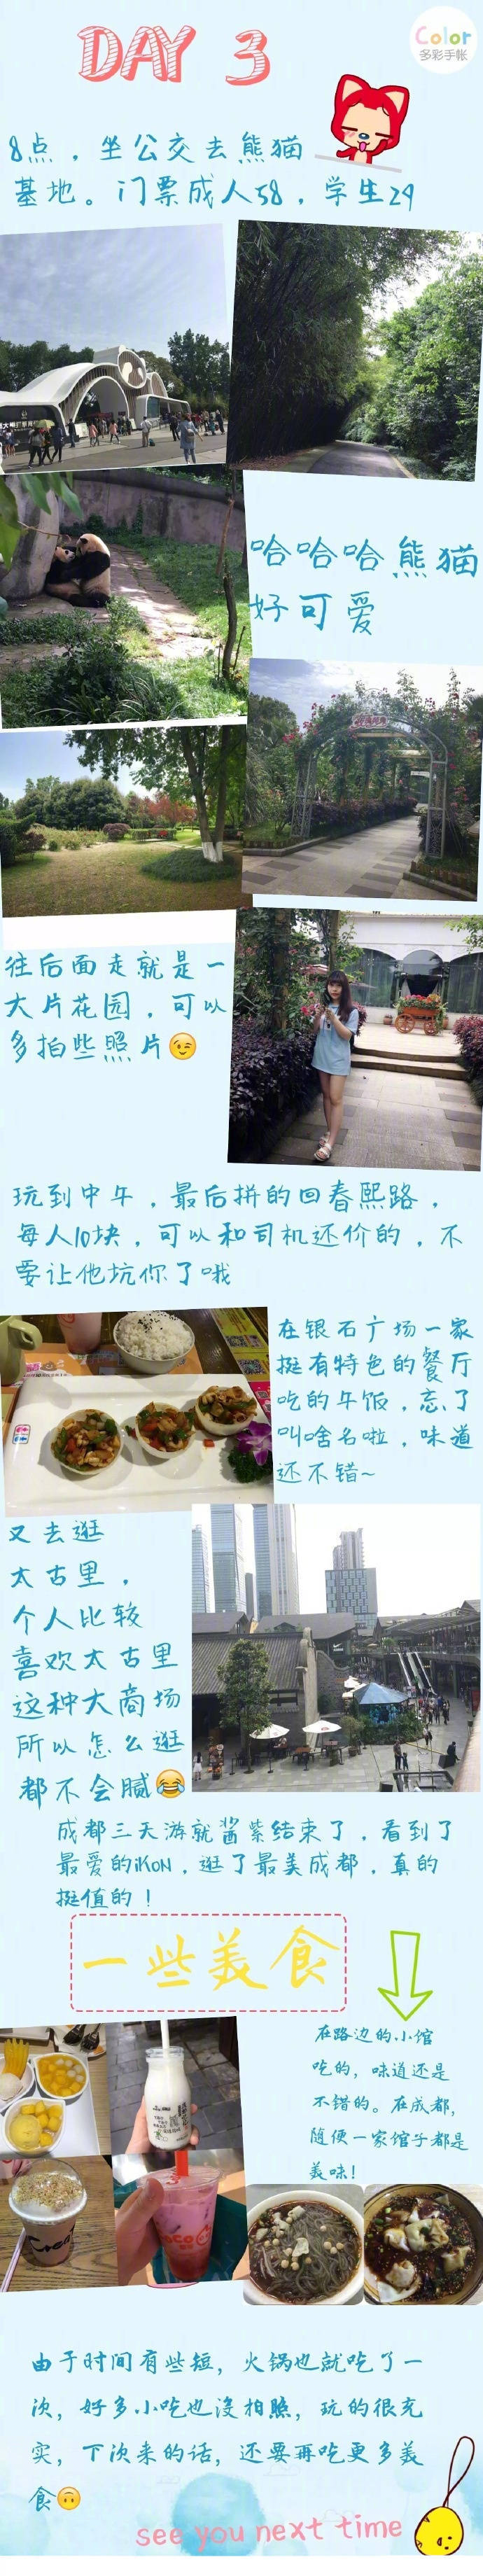 DAY 3
Color
多彩手帐
8点，坐公交去熊猫
基地。门票成人58，学生29
哈哈哈熊猫
好可爱
往后面走就是一
大片花园，可以
多拍些照片😉
玩到中午，最后拼的回春熙路，
每人10块，可以和司机还价的，不
要让他坑你了哦
在银石广场一家
挺有特色的餐厅
吃的午饭，忘了
叫啥名啦，味道
还不错~
又去逛
太古里，
个人比较
喜欢太古里
这种大商场
所以怎么逛
都不会腻😂
成都三天游就酱紫结束了，看到了
最爱的iKON，逛了最美成都，真的
挺值的！
一些美食
在路边的小馆
吃的，味道还是
不错的。在成都，
随便一家馆子都是
美味！
CoCo
由于时间有些短，火锅也就吃了一
次，好多小吃也没拍照，玩的很充
实，下次来的话，还要再吃更多美
食🙃
see you next time